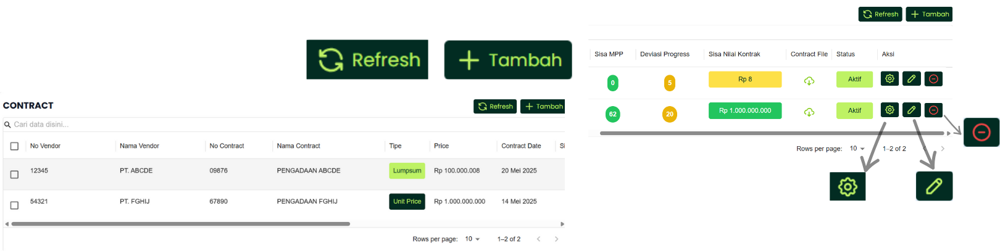 Refresh
Tambah
CONTRACT
Refresh
Tambah
Cari data disini...
No Vendor Nama Vendor No Contract Nama Contract Tipe Price Contract Date Si
12345 PT. ABCDE 09876 PENGADAAN ABCDE Lumpsum Rp 100.000.008 20 Mei 2025
54321 PT. FGHIJ 67890 PENGADAAN FGHIJ Unit Price Rp 1.000.000.000 14 Mei 2025
Rows per page: 10 1–2 of 2
Refresh
Tambah
Sisa MPP Deviasi Progress Sisa Nilai Kontrak Contract File Status Aksi
0 5 Rp 8 Aktif
62 20 Rp 1.000.000.000 Aktif
Rows per page: 10 1–2 of 2